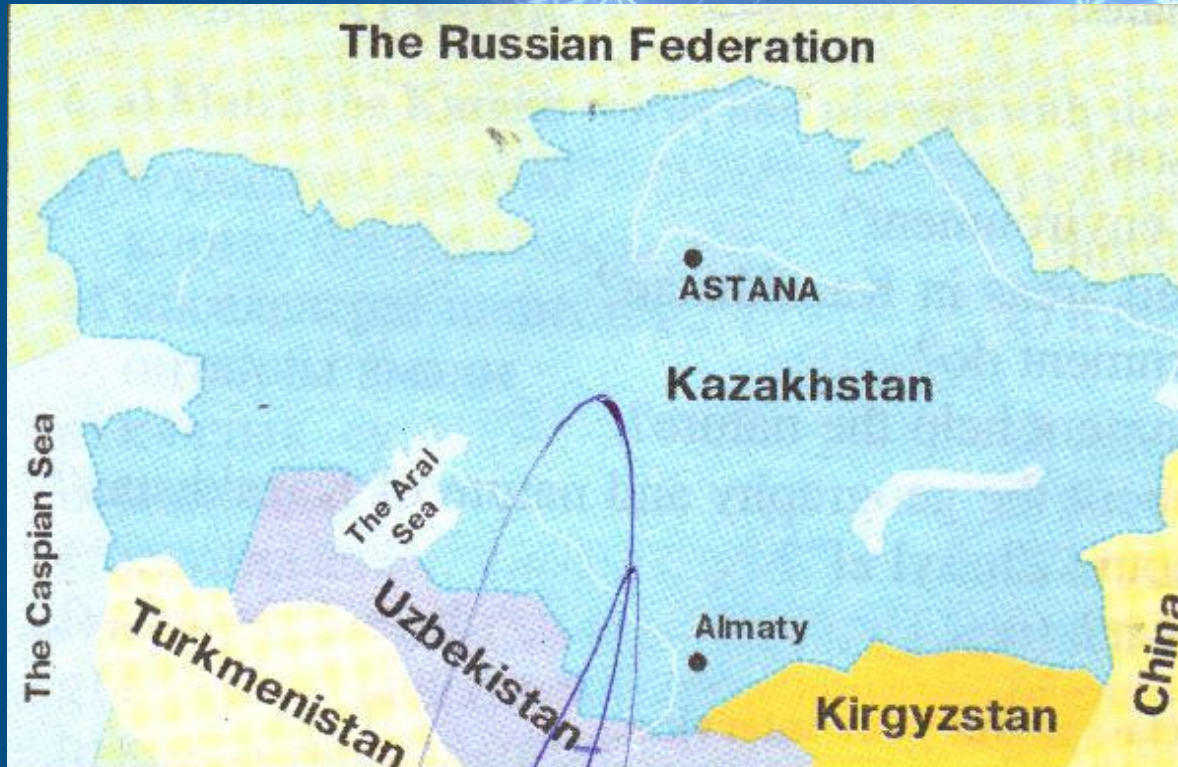 The Russian Federation
ASTANA
Kazakhstan
The Caspian Sea
The Aral
Sea
Uzbekistan
Turkmenistan
Almaty
Kirgyzstan
China